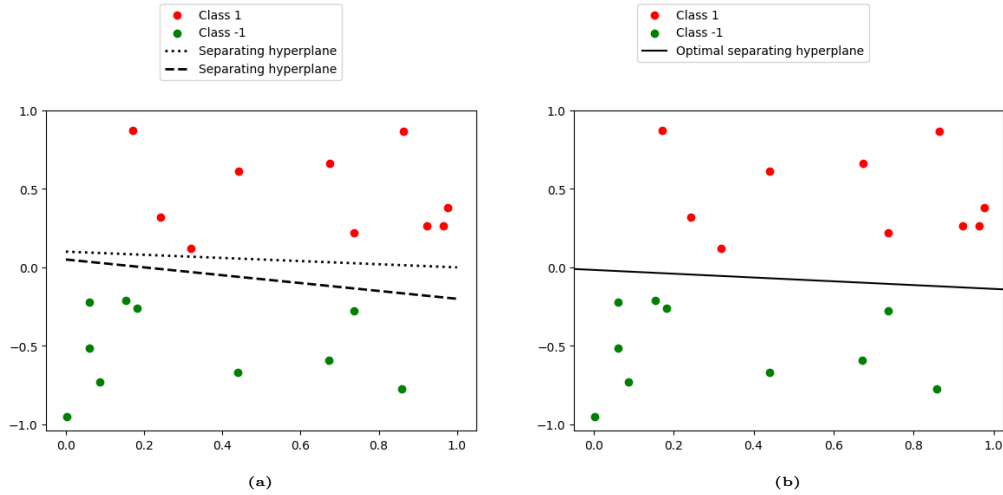 Class 1
Class -1
Separating hyperplane
Separating hyperplane
1.0
0.5
0.0
−0.5
−1.0
0.0 0.2 0.4 0.6 0.8 1.0
(a)
Class 1
Class -1
Optimal separating hyperplane
1.0
0.5
0.0
−0.5
−1.0
0.0 0.2 0.4 0.6 0.8 1.0
(b)